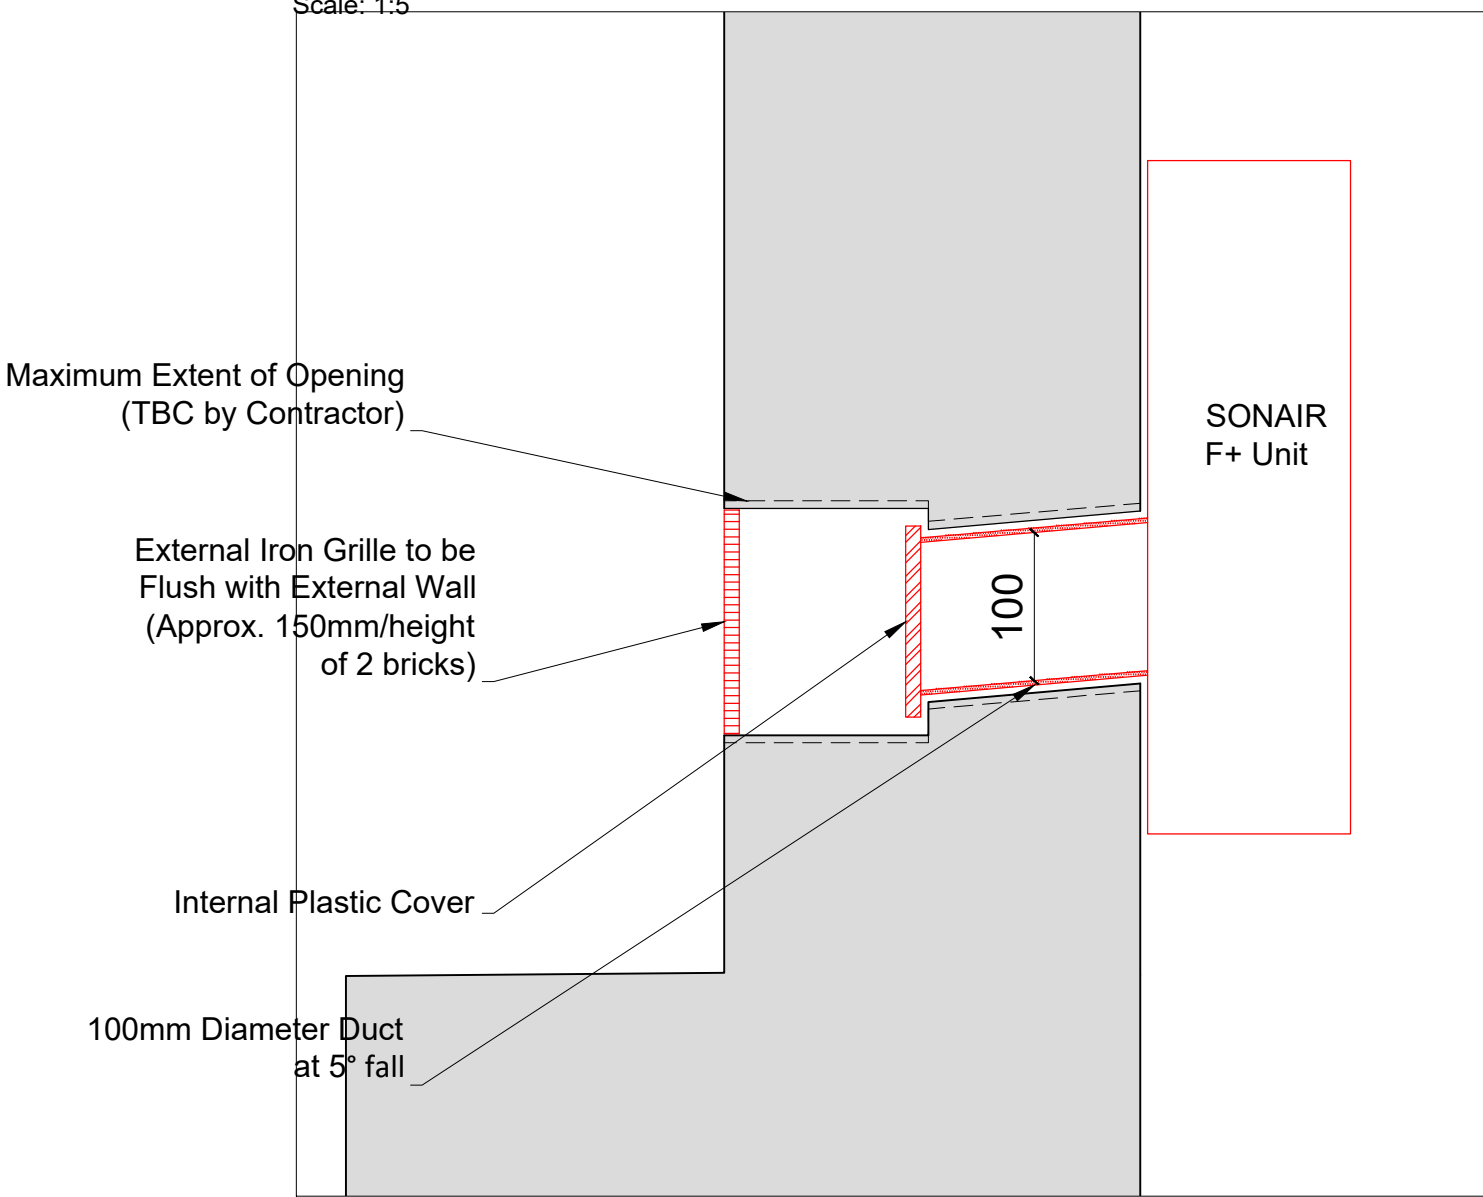 Scale: 1:5
Maximum Extent of Opening
(TBC by Contractor)
SONAIR
F+ Unit
External Iron Grille to be
Flush with External Wall
(Approx. 150mm/height
of 2 bricks)
100
Internal Plastic Cover
100mm Diameter Duct
at 5° fall